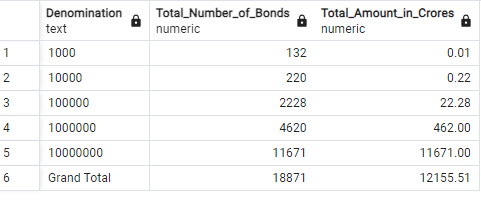 Denomination Total_Number_of_Bonds Total_Amount_in_Crores
text numeric numeric
1 1000 132 0.01
2 10000 220 0.22
3 100000 2228 22.28
4 1000000 4620 462.00
5 10000000 11671 11671.00
6 Grand Total 18871 12155.51